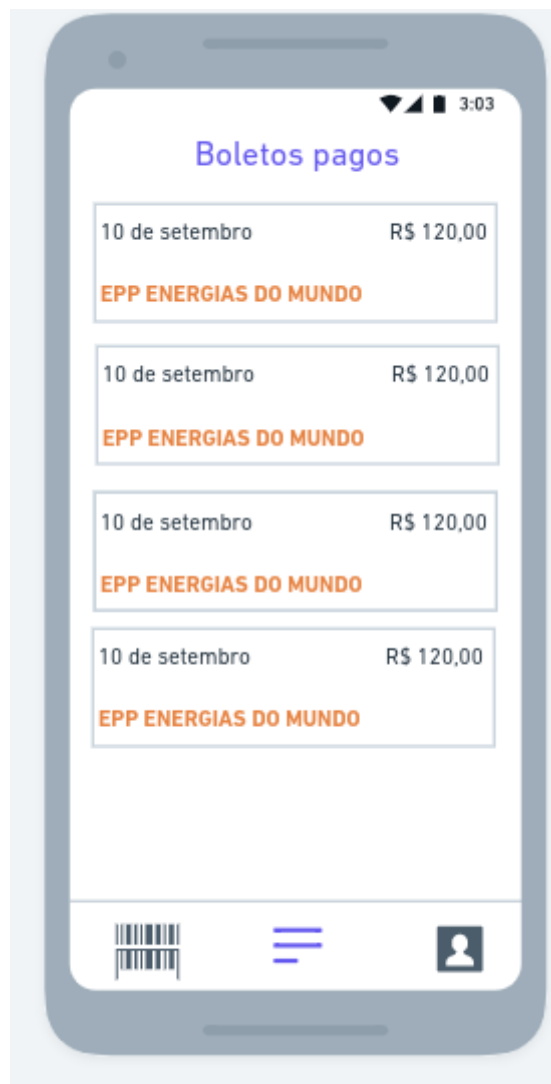 3:03
Boletos pagos
10 de setembro R$ 120,00
EPP ENERGIAS DO MUNDO
10 de setembro R$ 120,00
EPP ENERGIAS DO MUNDO
10 de setembro R$ 120,00
EPP ENERGIAS DO MUNDO
10 de setembro R$ 120,00
EPP ENERGIAS DO MUNDO